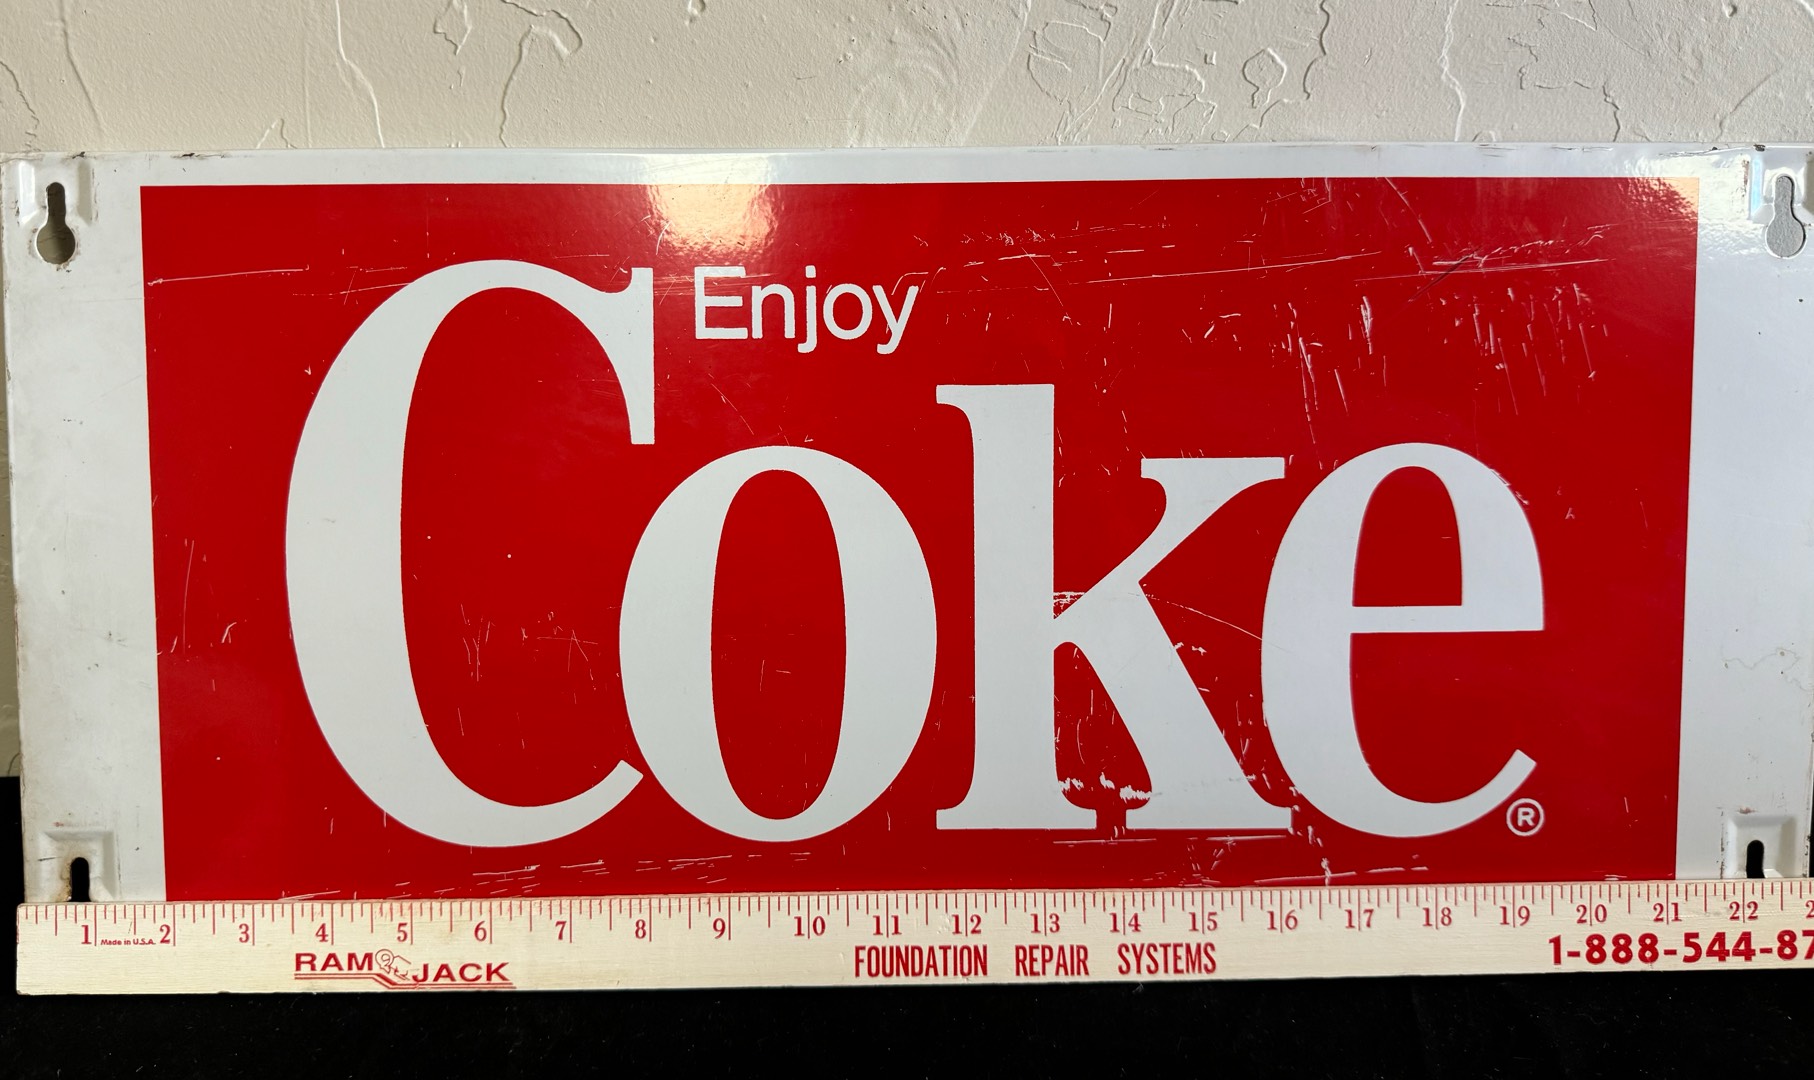 Enjoy
Coke®
1 2 3 4 5 6 7 8 9 10 11 12 13 14 15 16 17 18 19 20 21 22
Made in U.S.A.
RAM JACK
FOUNDATION REPAIR SYSTEMS
1-888-544-87